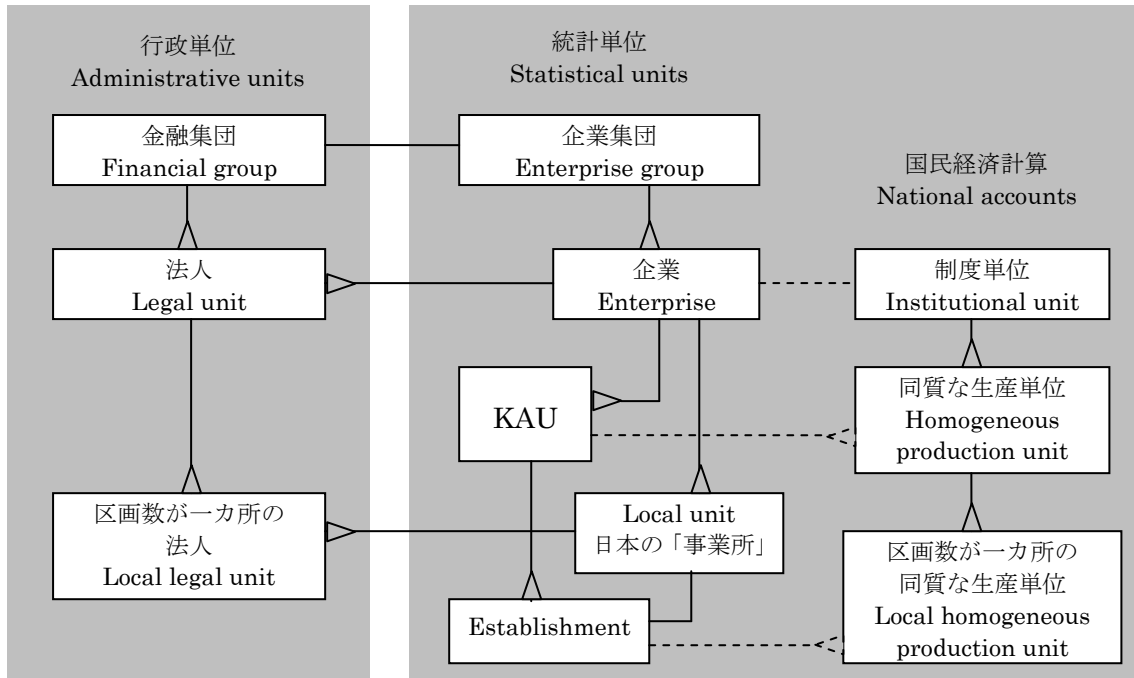 行政単位
Administrative units
統計単位
Statistical units
金融集団
Financial group
企業集団
Enterprise group
国民経済計算
National accounts
法人
Legal unit
企業
Enterprise
制度単位
Institutional unit
KAU
同質な生産単位
Homogeneous
production unit
区画数が一カ所の
法人
Local legal unit
Local unit
日本の「事業所」
Establishment
区画数が一カ所の
同質な生産単位
Local homogeneous
production unit